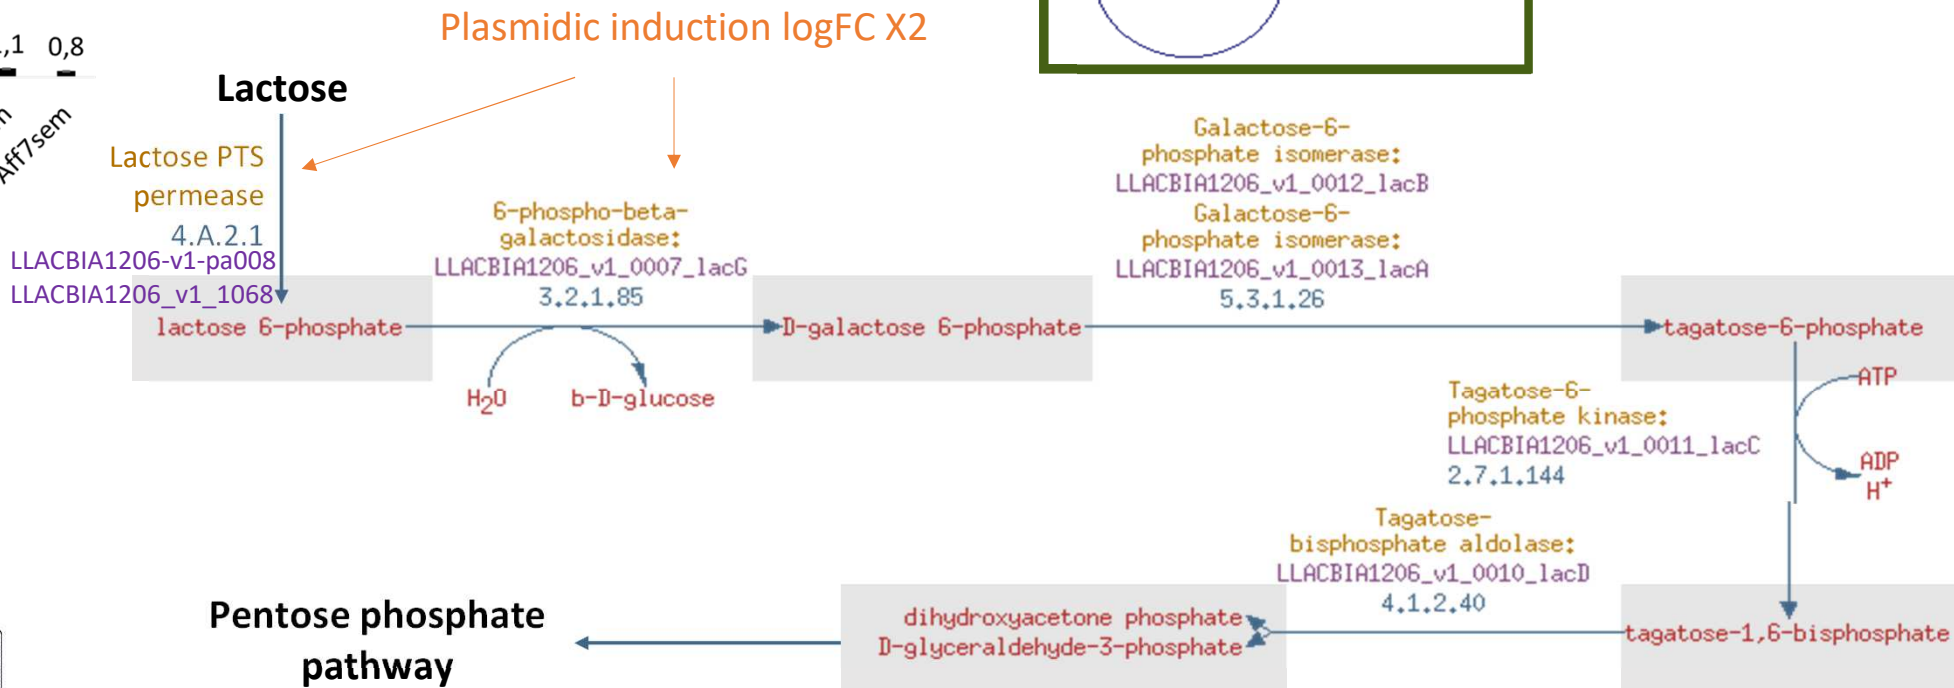 Plasmidic induction logFC X2
,1 0,8
Aff7sem
Lactose
Lactose PTS
permease
4.A.2.1
LLACBIA1206-v1-pa008
LLACBIA1206_v1_1068
lactose 6-phosphate
6-phospho-beta-
galactosidase:
LLACBIA1206_v1_0007_lacG
3.2.1.85
H2O
b-D-glucose
D-galactose 6-phosphate
Galactose-6-
phosphate isomerase:
LLACBIA1206_v1_0012_lacB
Galactose-6-
phosphate isomerase:
LLACBIA1206_v1_0013_lacA
5.3.1.26
tagatose-6-phosphate
Tagatose-6-
phosphate kinase:
LLACBIA1206_v1_0011_lacC
2.7.1.144
ATP
ADP
H+
tagatose-1,6-bisphosphate
Tagatose-
bisphosphate aldolase:
LLACBIA1206_v1_0010_lacD
4.1.2.40
dihydroxyacetone phosphate
D-glyceraldehyde-3-phosphate
Pentose phosphate
pathway